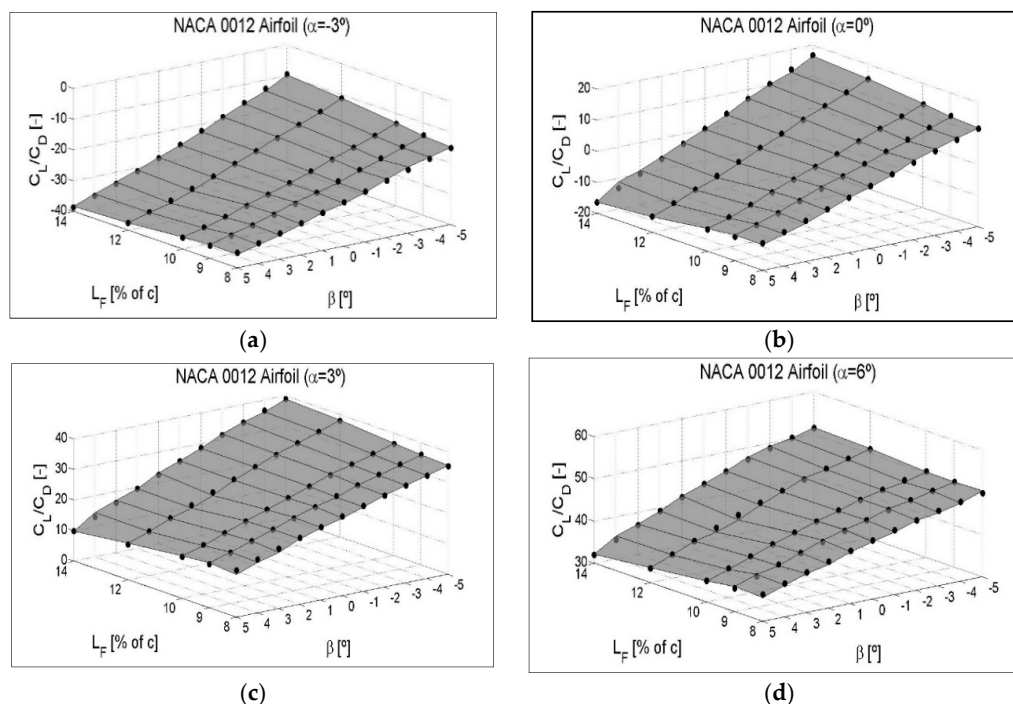 NACA 0012 Airfoil (α=-3º)
0
-10
-20
-30
-40
C_L/C_D [-]
14
12
10
9
8
L_F [% of c]
5 4 3 2 1 0 -1 -2 -3 -4 -5
β [º]
(a)
NACA 0012 Airfoil (α=0º)
20
10
0
-10
-20
C_L/C_D [-]
14
12
10
9
8
L_F [% of c]
5 4 3 2 1 0 -1 -2 -3 -4 -5
β [º]
(b)
NACA 0012 Airfoil (α=3º)
40
30
20
10
0
C_L/C_D [-]
14
12
10
9
8
L_F [% of c]
5 4 3 2 1 0 -1 -2 -3 -4 -5
β [º]
(c)
NACA 0012 Airfoil (α=6º)
60
50
40
30
C_L/C_D [-]
14
12
10
9
8
L_F [% of c]
5 4 3 2 1 0 -1 -2 -3 -4 -5
β [º]
(d)